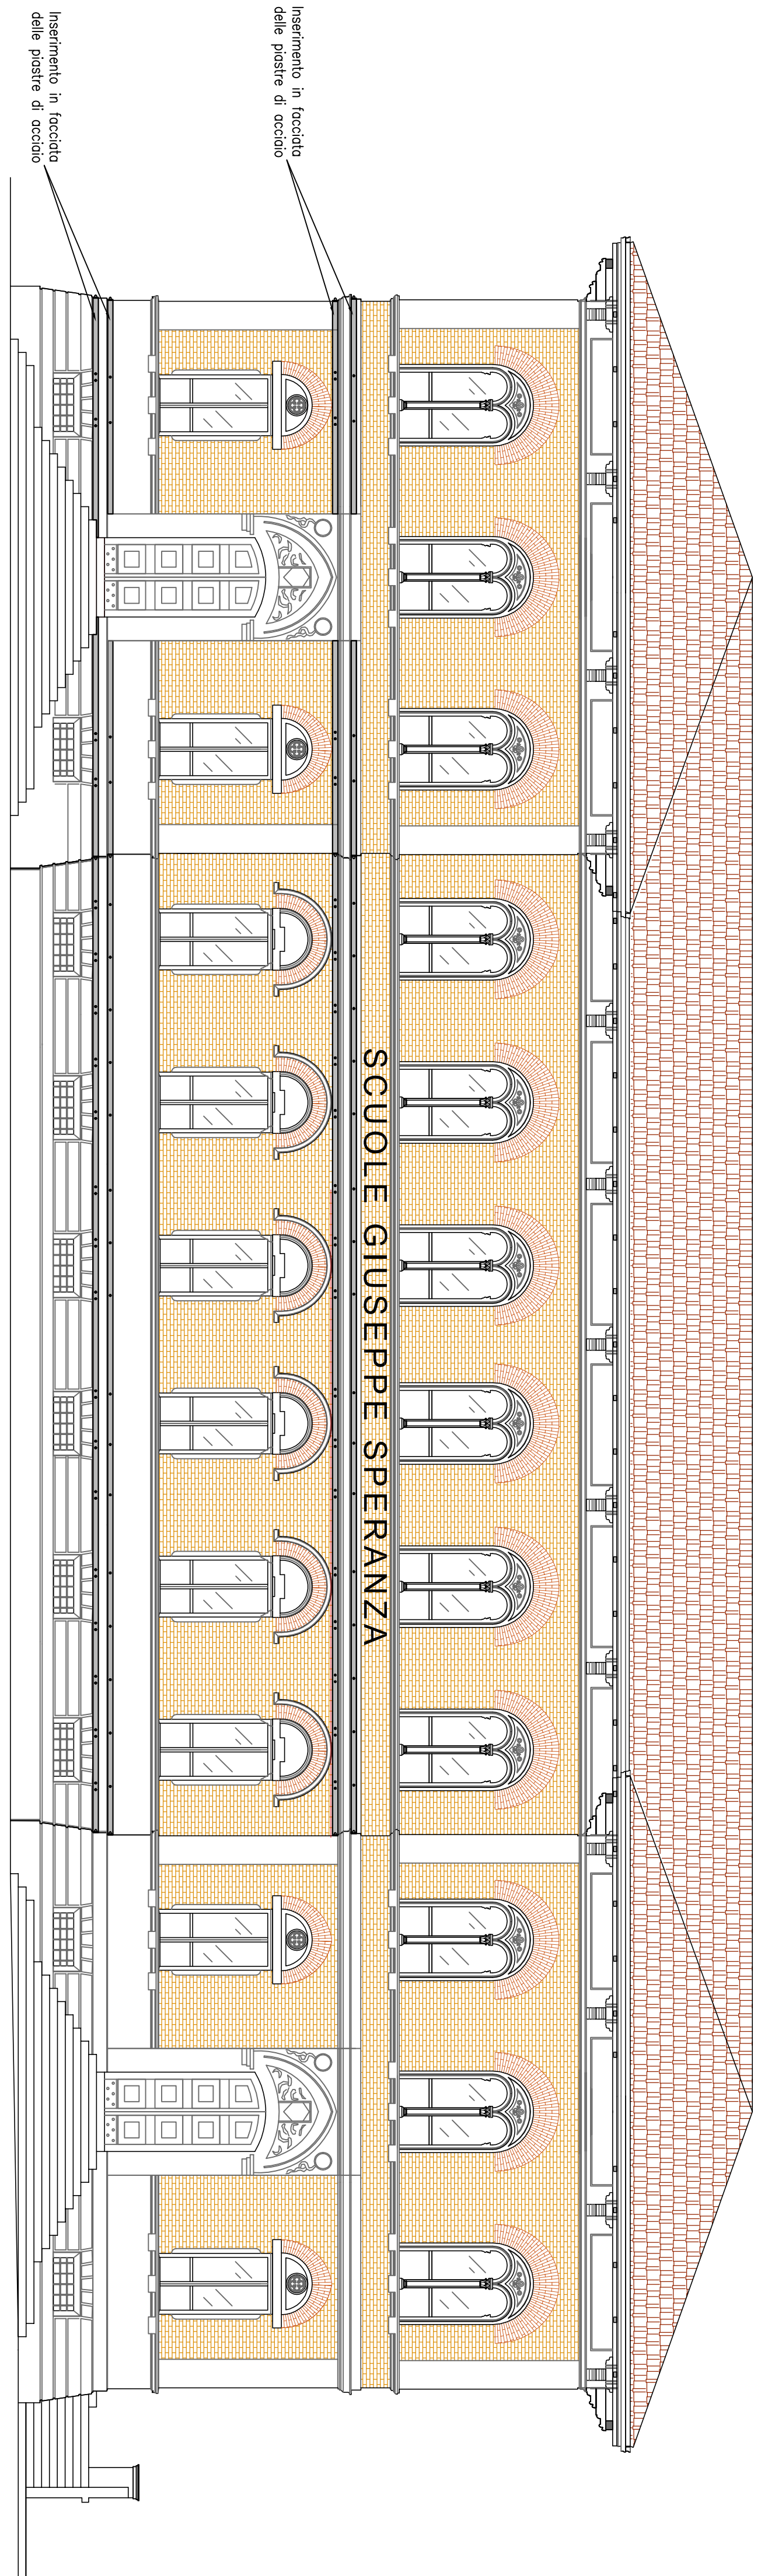 Inserimento in facciata
delle piastre di acciaio
SCUOLE GIUSEPPE SPERANZA
Inserimento in facciata
delle piastre di acciaio